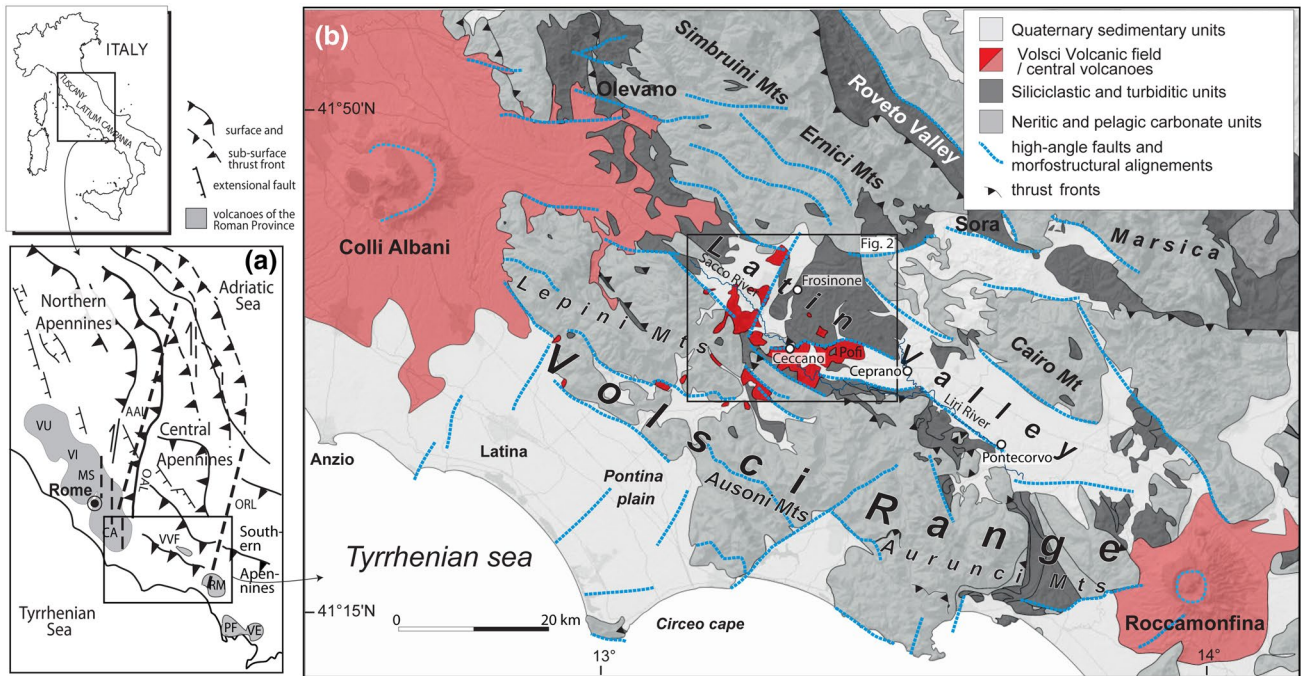 ITALY
TUSCANY
LATIUM
CAMPANIA
surface and
sub-surface
thrust front
extensional fault
volcanoes of the
Roman Province
(a)
Adriatic
Sea
Northern
Apennines
AAL
VU
VI
MS
Rome
Central
Apennines
OAL
ORL
CA
VVF
South-
ern
Apen-
nines
RM
Tyrrhenian
Sea
PF
VE
(b)
41°50'N
41°15'N
13°
14°
Quaternary sedimentary units
Volsci Volcanic field
/ central volcanoes
Siliciclastic and turbiditic units
Neritic and pelagic carbonate units
high-angle faults and
morfostructural alignements
thrust fronts
Simbruini Mts
Olevano
Roveto Valley
Ernici Mts
Colli Albani
Sora
Marsica
Fig. 2
Latin Valley
Sacco River
Frosinone
Lepini Mts
Ceccano
Pofi
Ceprano
Cairo Mt
Liri River
Pontecorvo
Volsci Range
Anzio
Latina
Pontina
plain
Ausoni Mts
Aurunci Mts
Tyrrhenian sea
Circeo cape
Roccamonfina
0
20 km